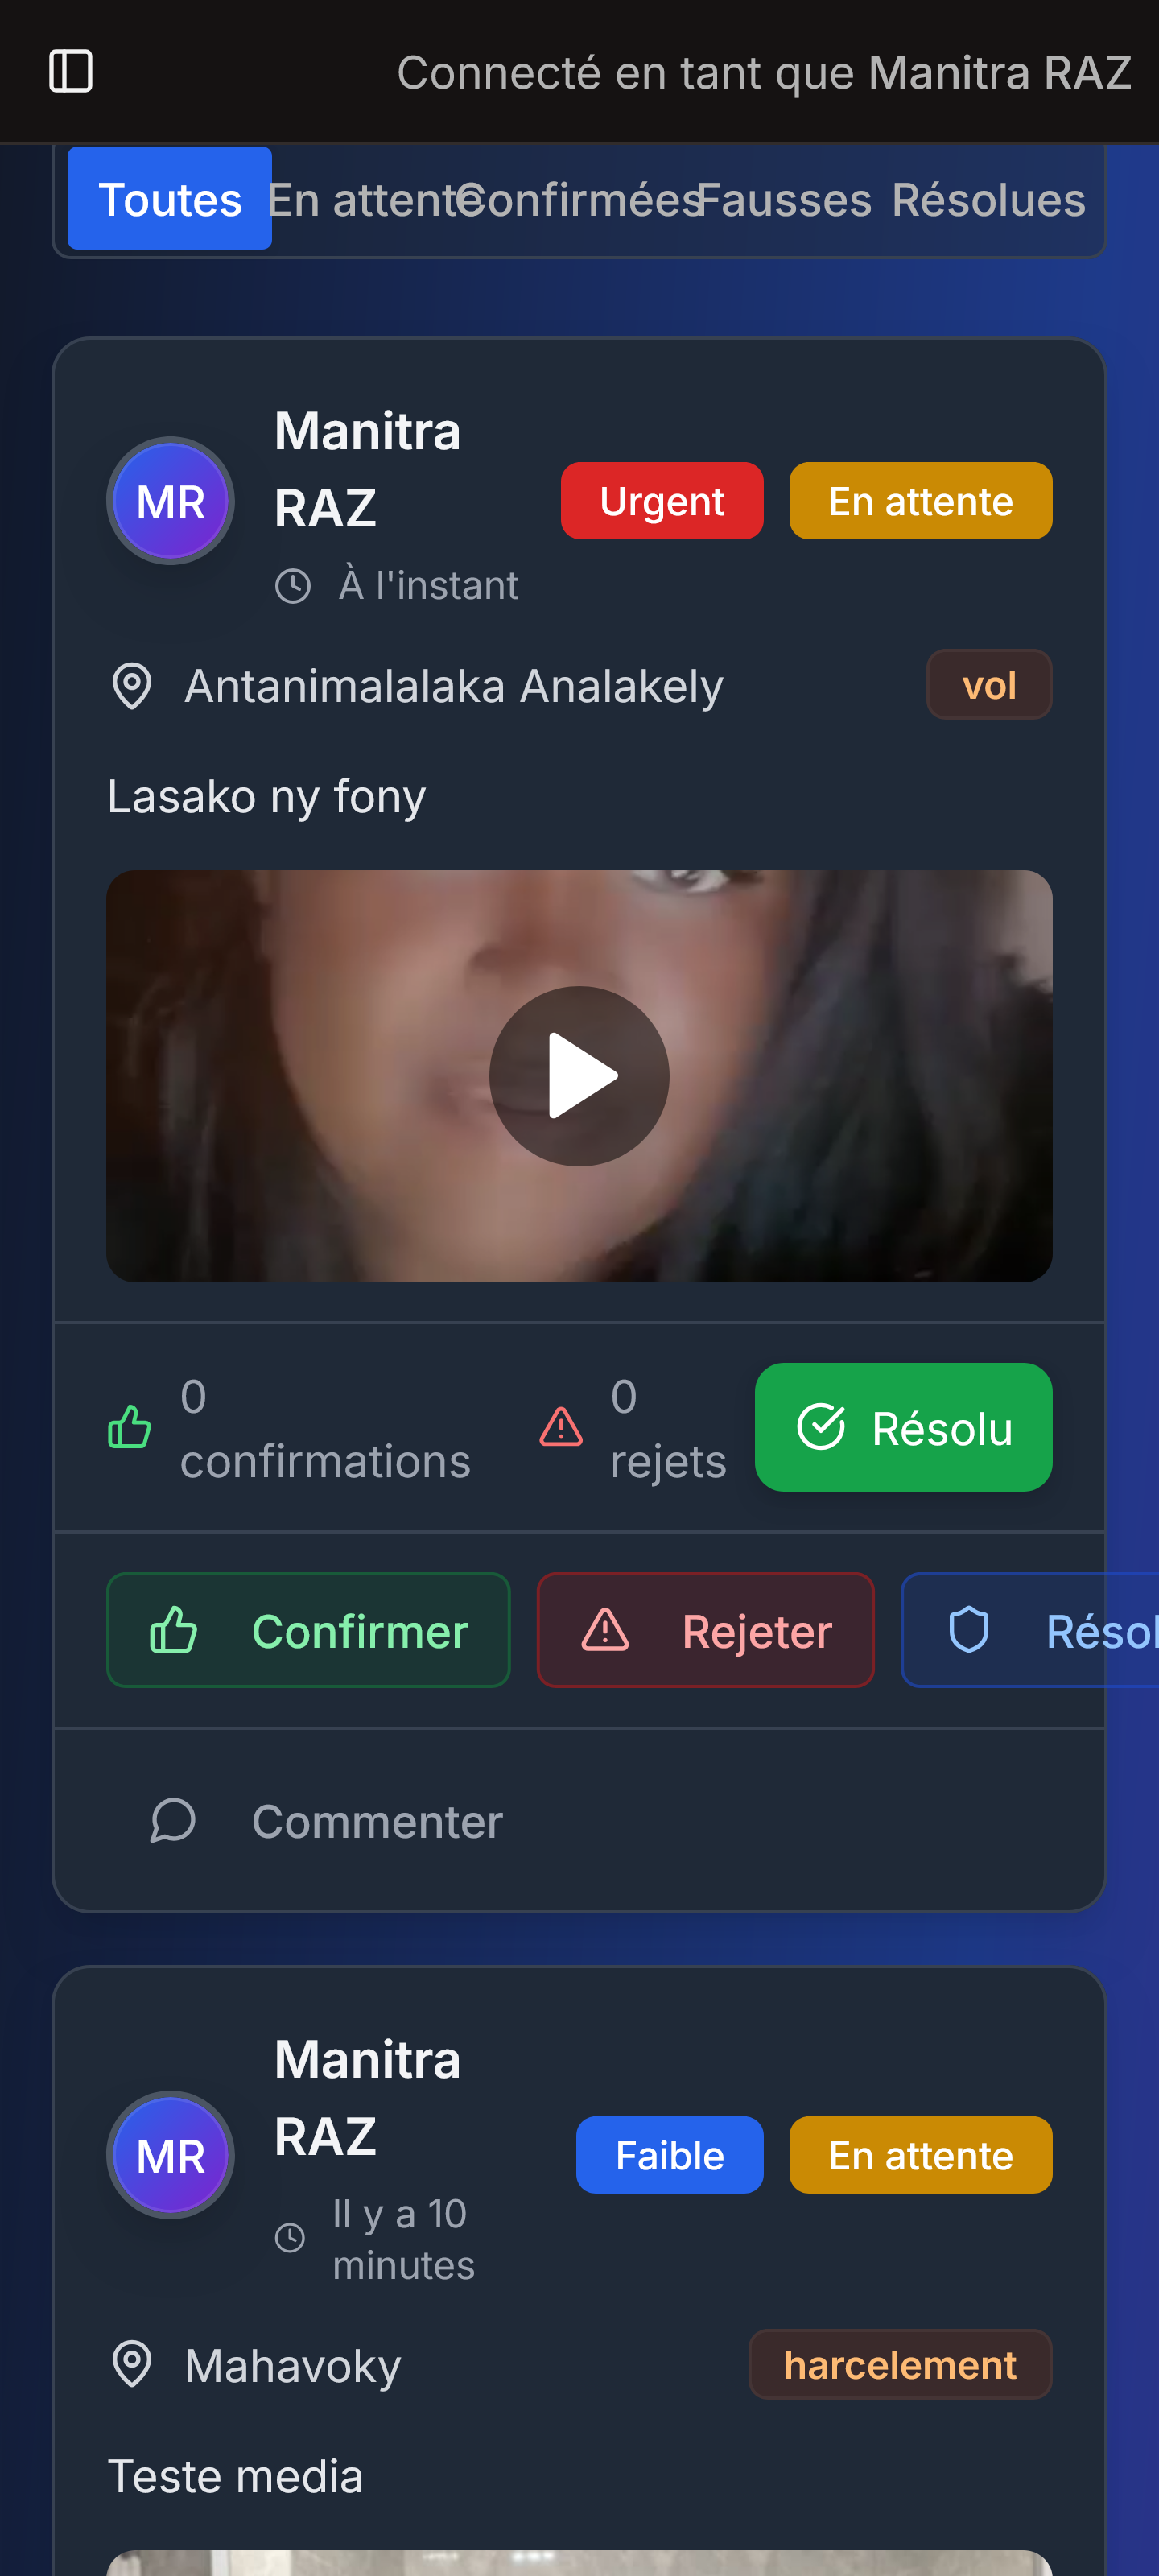 Connecté en tant que Manitra RAZ
Toutes En attente Confirmées Fausses Résolues
Manitra
RAZ
Urgent
En attente
À l'instant
Antanimalalaka Analakely
vol
Lasako ny fony
0
confirmations
0
rejets
Résolu
Confirmer
Rejeter
Résol
Commenter
Manitra
RAZ
Faible
En attente
Il y a 10
minutes
Mahavoky
harcelement
Teste media
MR
MR